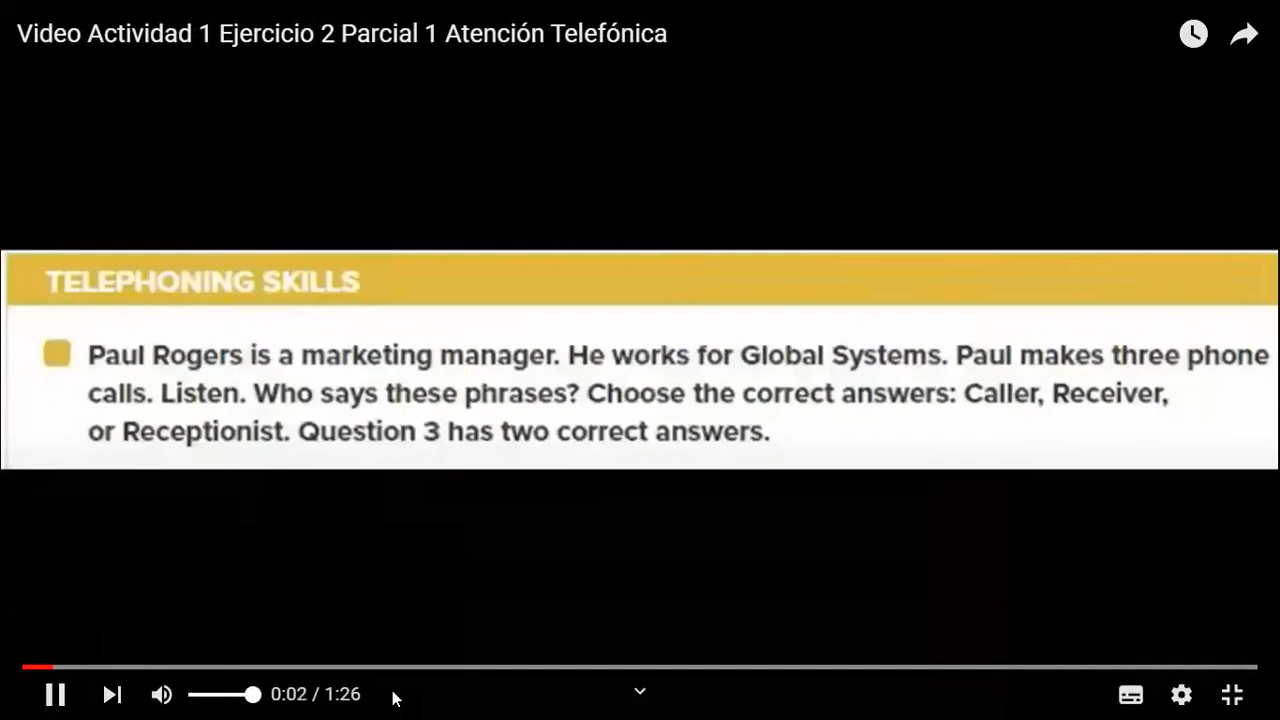 Video Actividad 1 Ejercicio 2 Parcial 1 Atención Telefónica
TELEPHONING SKILLS
Paul Rogers is a marketing manager. He works for Global Systems. Paul makes three phone
calls. Listen. Who says these phrases? Choose the correct answers: Caller, Receiver,
or Receptionist. Question 3 has two correct answers.
0:02 / 1:26